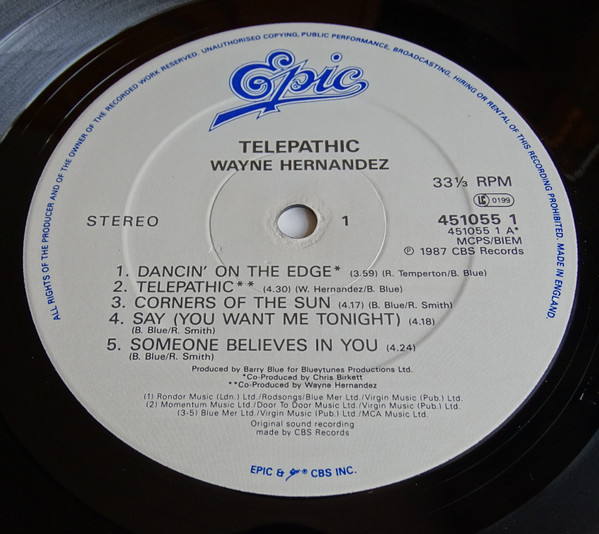 ALL RIGHTS OF THE PRODUCER AND OF THE OWNER OF THE RECORDED WORK RESERVED. UNAUTHORISED COPYING, PUBLIC PERFORMANCE, BROADCASTING, HIRING OR RENTAL OF THIS RECORDING PROHIBITED. MADE IN ENGLAND.
Epic
TELEPATHIC
WAYNE HERNANDEZ
33⅓ RPM
LC 0199
STEREO
1
451055 1
451055 1 A*
MCPS/BIEM
℗ 1987 CBS Records
1. DANCIN' ON THE EDGE* (3.59) (R. Temperton/B. Blue)
2. TELEPATHIC** (4.30) (W. Hernandez/B. Blue)
3. CORNERS OF THE SUN (4.17) (B. Blue/R. Smith)
4. SAY (YOU WANT ME TONIGHT) (4.18)
(B. Blue/R. Smith)
5. SOMEONE BELIEVES IN YOU (4.24)
(B. Blue/R. Smith)
Produced by Barry Blue for Bluetunes Productions Ltd.
*Co-Produced by Chris Birkett
**Co-Produced by Wayne Hernandez
(1) Rondor Music (Ldn.) Ltd./Rodsongs/Blue Mer Ltd./Virgin Music (Pub.) Ltd.
(2) Momentum Music Ltd./Door To Door Music Ltd./Virgin Music (Pub.) Ltd.
(3-5) Blue Mer Ltd./Virgin Music (Pub.) Ltd./MCA Music Ltd.
Original sound recording
made by CBS Records
EPIC & ® CBS INC.